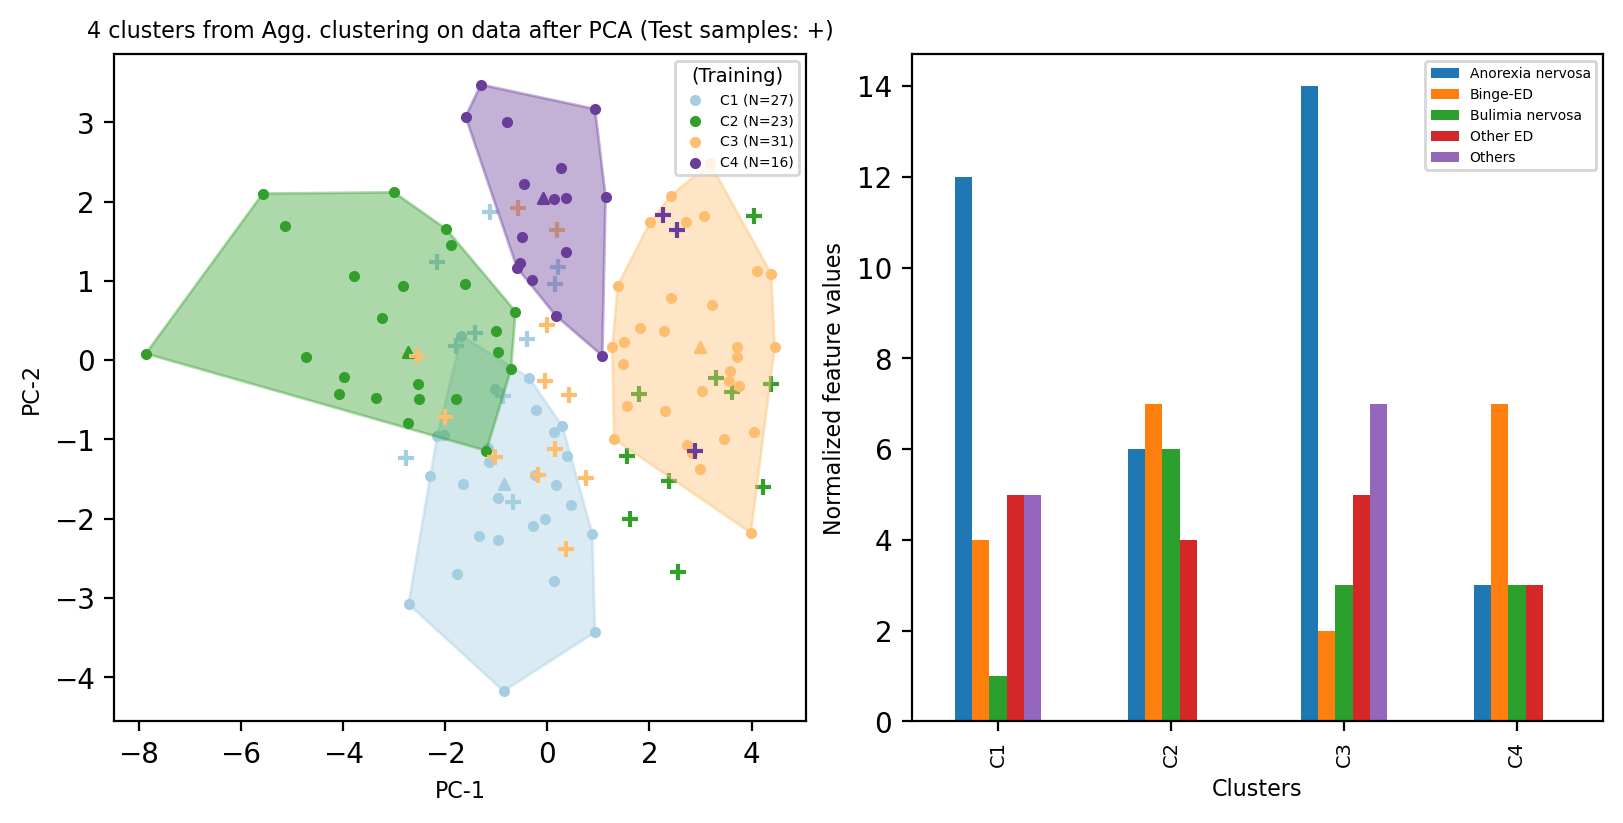 4 clusters from Agg. clustering on data after PCA (Test samples: +)
(Training)
C1 (N=27)
C2 (N=23)
C3 (N=31)
C4 (N=16)
3
2
1
0
−1
−2
−3
−4
PC-2
−8 −6 −4 −2 0 2 4
PC-1
Anorexia nervosa
Binge-ED
Bulimia nervosa
Other ED
Others
14
12
10
8
6
4
2
0
Normalized feature values
C1 C2 C3 C4
Clusters